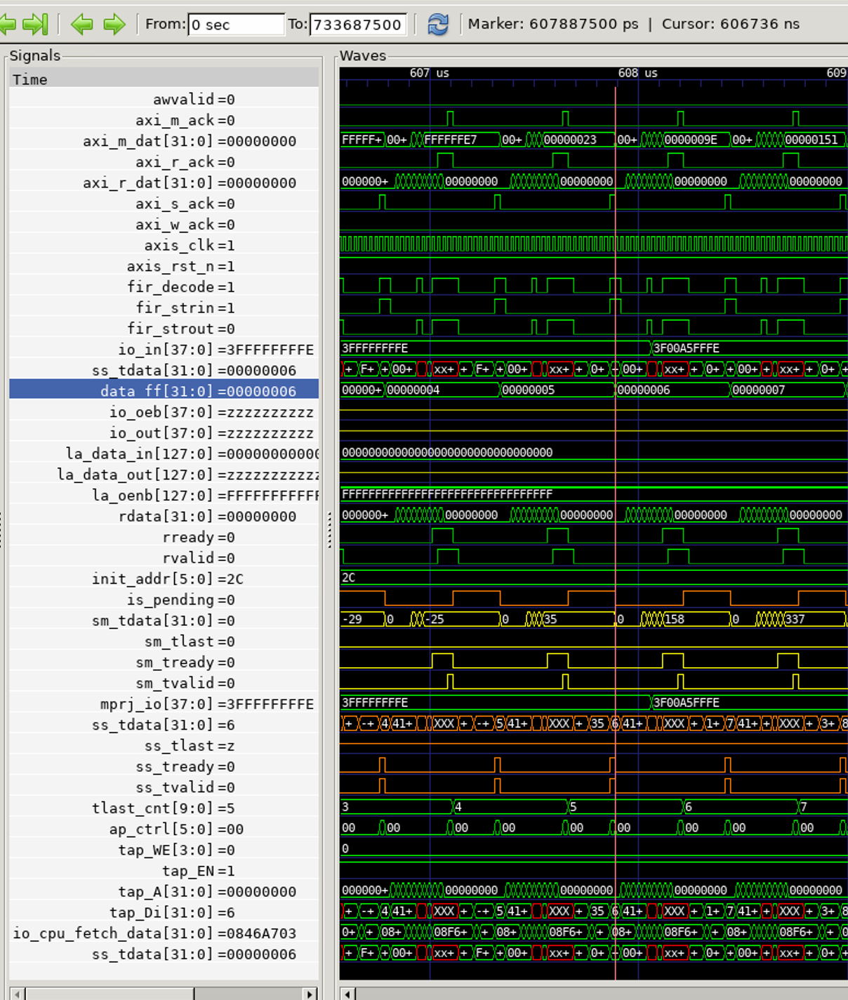 From: 0 sec To: 733687500 Marker: 607887500 ps | Cursor: 606736 ns
Signals Waves
Time 607 us 608 us 609
awvalid=0
axi_m_ack=0
axi_m_dat[31:0]=00000000 FFFFF+ 00+ FFFFFFE7 00+ 00000023 00+ 0000009E 00+ 00000151
axi_r_ack=0
axi_r_dat[31:0]=00000000 000000+ 00000000 00000000 00000000 00000000
axi_s_ack=0
axi_w_ack=0
axis_clk=1
axis_rst_n=1
fir_decode=1
fir_strin=1
fir_strout=0
io_in[37:0]=3FFFFFFFFE 3FFFFFFFFE 3F00A5FFFE
ss_tdata[31:0]=00000006 + F+ + 00+ xx+ + F+ + 00+ xx+ + 0+ + 00+ xx+ + 0+ + 00+ + xx+ + 0+ +
data_ff[31:0]=00000006 00000+ 00000004 00000005 00000006 00000007
io_oeb[37:0]=zzzzzzzzzz
io_out[37:0]=zzzzzzzzzz
la_data_in[127:0]=00000000000 00000000000000000000000000000000
la_data_out[127:0]=zzzzzzzzzzz
la_oenb[127:0]=FFFFFFFFFFF FFFFFFFFFFFFFFFFFFFFFFFFFFFFFFFF
rdata[31:0]=00000000 000000+ 00000000 00000000 00000000 00000000
rready=0
rvalid=0
init_addr[5:0]=2C 2C
is_pending=0
sm_tdata[31:0]=0 -29 0 -25 0 35 0 158 0 337
sm_tlast=0
sm_tready=0
sm_tvalid=0
mprj_io[37:0]=3FFFFFFFFE 3FFFFFFFFE 3F00A5FFFE
ss_tdata[31:0]=6 + -+ 4 41+ XXX + -+ 5 41+ XXX + 35 6 41+ XXX + 1+ 7 41+ + XXX + 3+ 8
ss_tlast=z
ss_tready=0
ss_tvalid=0
tlast_cnt[9:0]=5 3 4 5 6 7
ap_ctrl[5:0]=00 00 00 00 00 00 00 00 00 00
tap_WE[3:0]=0 0
tap_EN=1
tap_A[31:0]=00000000 000000+ 00000000 00000000 00000000 00000000
tap_Di[31:0]=6 + -+ 4 41+ XXX + -+ 5 41+ XXX + 35 6 41+ XXX + 1+ 7 41+ + XXX + 3+ 8
io_cpu_fetch_data[31:0]=0846A703 0+ + 08+ 08F6+ + 08+ 08F6+ + 08+ 08F6+ + 08+ 08F6+ + 0
ss_tdata[31:0]=00000006 + F+ + 00+ xx+ + F+ + 00+ xx+ + 0+ + 00+ xx+ + 0+ + 00+ + xx+ + 0+ +